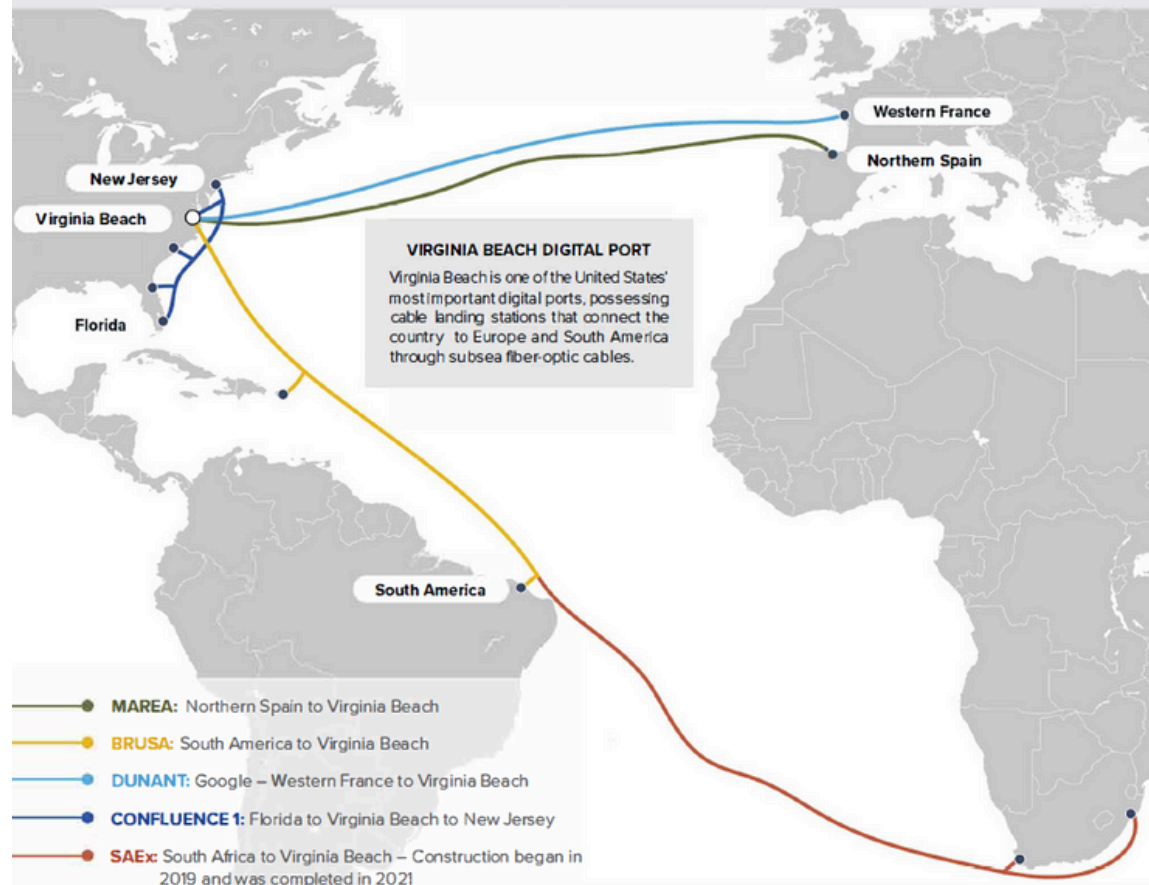 Western France
Northern Spain
New Jersey
Virginia Beach
Florida
VIRGINIA BEACH DIGITAL PORT
Virginia Beach is one of the United States'
most important digital ports, possessing
cable landing stations that connect the
country to Europe and South America
through subsea fiber-optic cables.
South America
MAREA: Northern Spain to Virginia Beach
BRUSA: South America to Virginia Beach
DUNANT: Google – Western France to Virginia Beach
CONFLUENCE 1: Florida to Virginia Beach to New Jersey
SAEx: South Africa to Virginia Beach – Construction began in
2019 and was completed in 2021